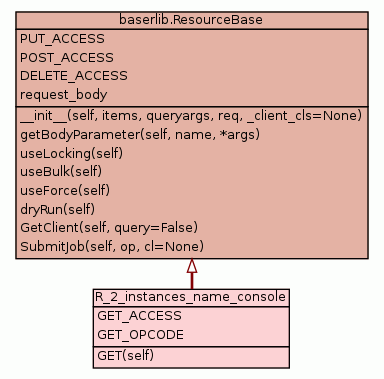 baserlib.ResourceBase
PUT_ACCESS
POST_ACCESS
DELETE_ACCESS
request_body
__init__(self, items, queryargs, req, _client_cls=None)
getBodyParameter(self, name, *args)
useLocking(self)
useBulk(self)
useForce(self)
dryRun(self)
GetClient(self, query=False)
SubmitJob(self, op, cl=None)
R_2_instances_name_console
GET_ACCESS
GET_OPCODE
GET(self)